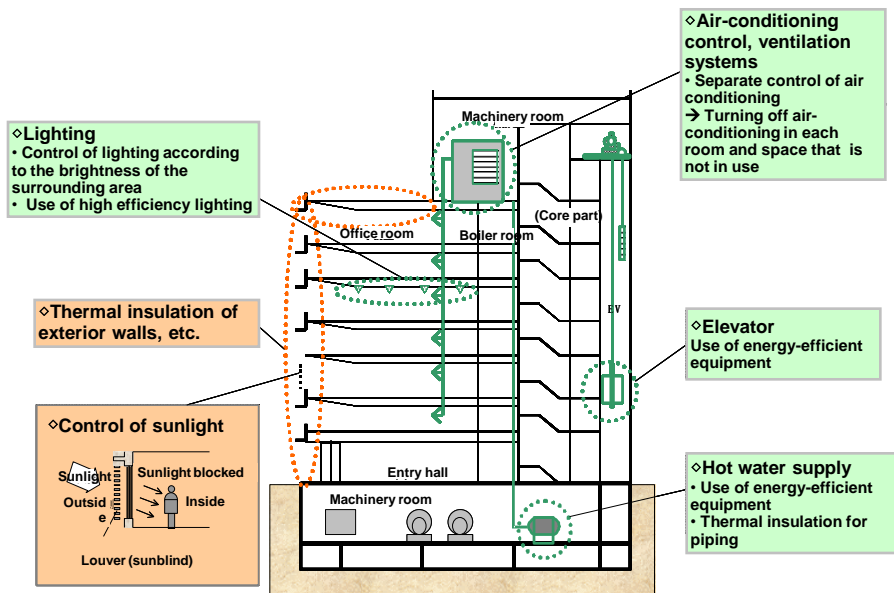 ◇Air-conditioning
control, ventilation
systems
• Separate control of air
conditioning
→ Turning off air-
conditioning in each
room and space that is
not in use
◇Lighting
• Control of lighting according
to the brightness of the
surrounding area
• Use of high efficiency lighting
Machinery room
(Core part)
Office room
Boiler room
◇Thermal insulation of
exterior walls, etc.
EV
◇Elevator
Use of energy-efficient
equipment
◇Control of sunlight
Sunlight
Sunlight blocked
Outsid
e
Inside
Louver (sunblind)
Entry hall
Machinery room
◇Hot water supply
• Use of energy-efficient
equipment
• Thermal insulation for
piping